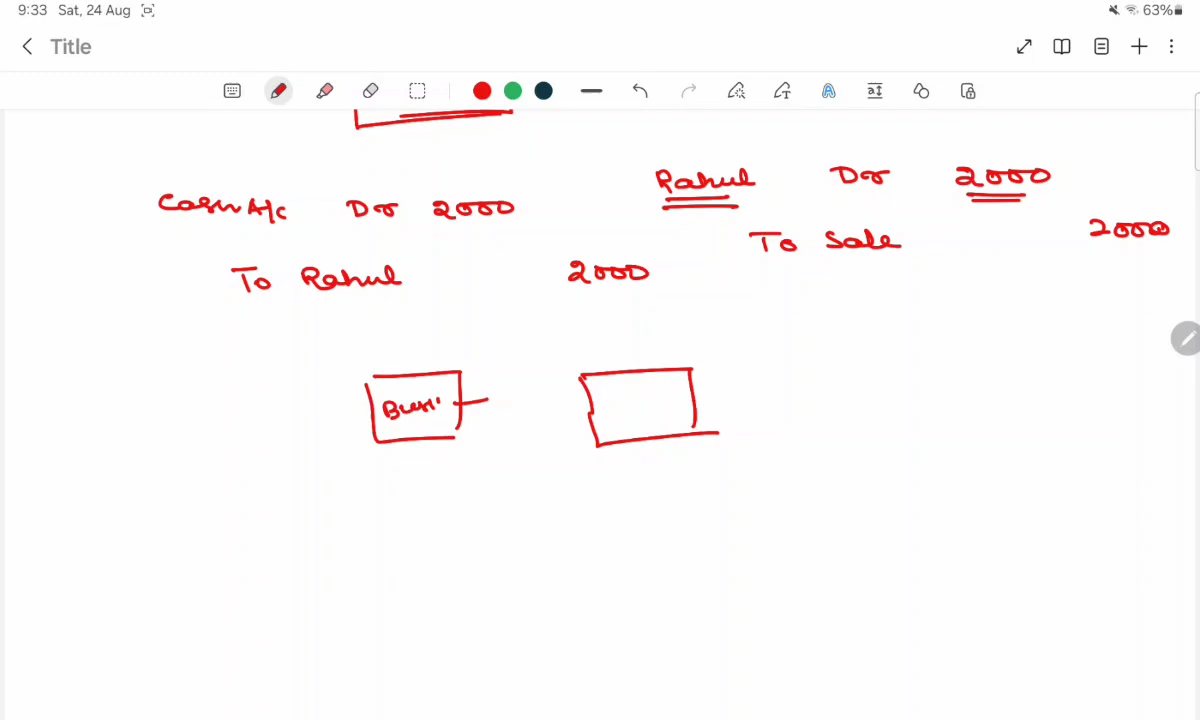 9:33 Sat, 24 Aug 63%
Title
Cash A/c Dr 2000
To Rahul 2000
Rahul Dr 2000
To Sale 2000